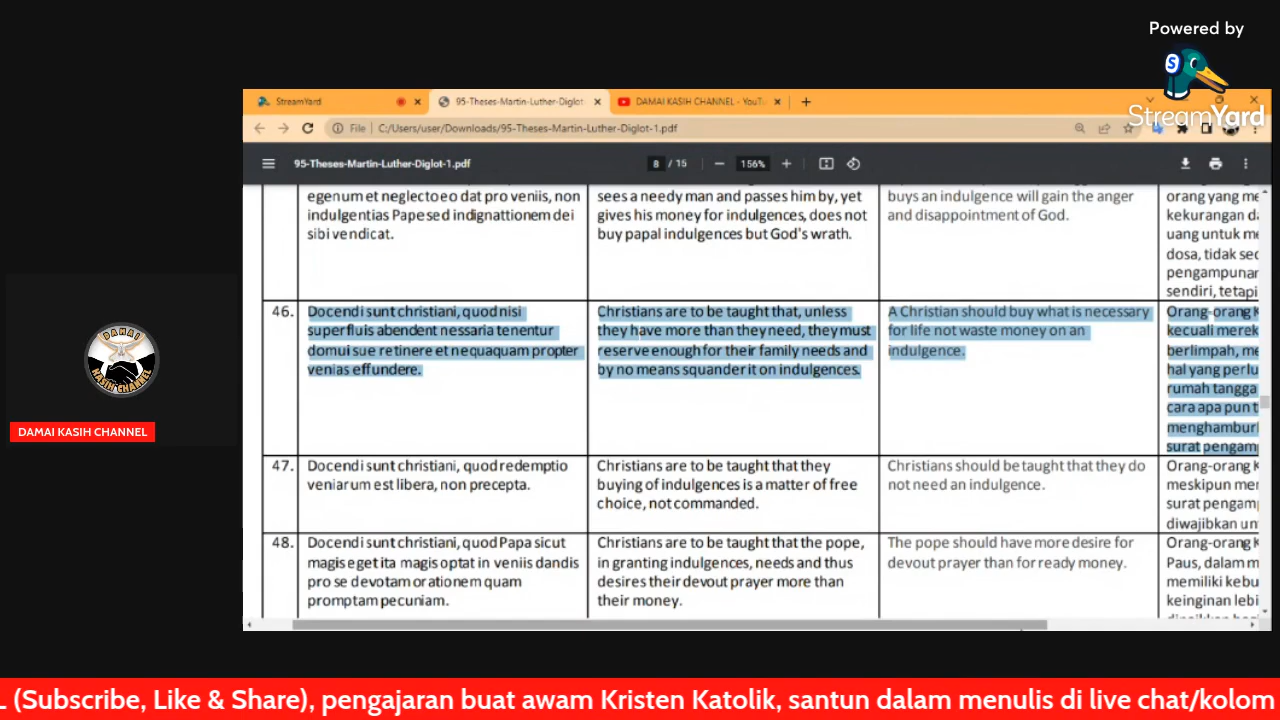 Powered by
StreamYard
StreamYard
95-Theses-Martin-Luther-Diglot
DAMAI KASIH CHANNEL - YouTu
File
C:/Users/user/Downloads/95-Theses-Martin-Luther-Diglot-1.pdf
95-Theses-Martin-Luther-Diglot-1.pdf
8 / 15
156%
egenum et neglecto eo dat pro veniis, non
indulgentias Pape sed indignattionem dei
sibi vendicat.
sees a needy man and passes him by, yet
gives his money for indulgences, does not
buy papal indulgences but God's wrath.
buys an indulgence will gain the anger
and disappointment of God.
orang yang me
kekurangan da
uang untuk me
dosa, tidak sed
pengampunan
sendiri, tetapi
46.
Docendi sunt christiani, quod nisi
superfluis abendent nessaria tenentur
domui sue retinere et nequaquam propter
venias effundere.
Christians are to be taught that, unless
they have more than they need, they must
reserve enough for their family needs and
by no means squander it on indulgences.
A Christian should buy what is necessary
for life not waste money on an
indulgence.
Orang-orang K
kecuali merek
berlimpah, me
hal yang perlu
rumah tangga
cara apa pun t
menghambur
surat pengam
47.
Docendi sunt christiani, quod redemptio
veniarum est libera, non precepta.
Christians are to be taught that they
buying of indulgences is a matter of free
choice, not commanded.
Christians should be taught that they do
not need an indulgence.
Orang-orang K
meskipun mem
surat pengamp
diwajibkan un
48.
Docendi sunt christiani, quod Papa sicut
magis eget ita magis optat in veniis dandis
pro se devotam orationem quam
promptam pecuniam.
Christians are to be taught that the pope,
in granting indulgences, needs and thus
desires their devout prayer more than
their money.
The pope should have more desire for
devout prayer than for ready money.
Orang-orang K
Paus, dalam m
memiliki kebu
keinginan lebi
DAMAI
KASIH CHANNEL
DAMAI KASIH CHANNEL
L (Subscribe, Like & Share), pengajaran buat awam Kristen Katolik, santun dalam menulis di live chat/kolom